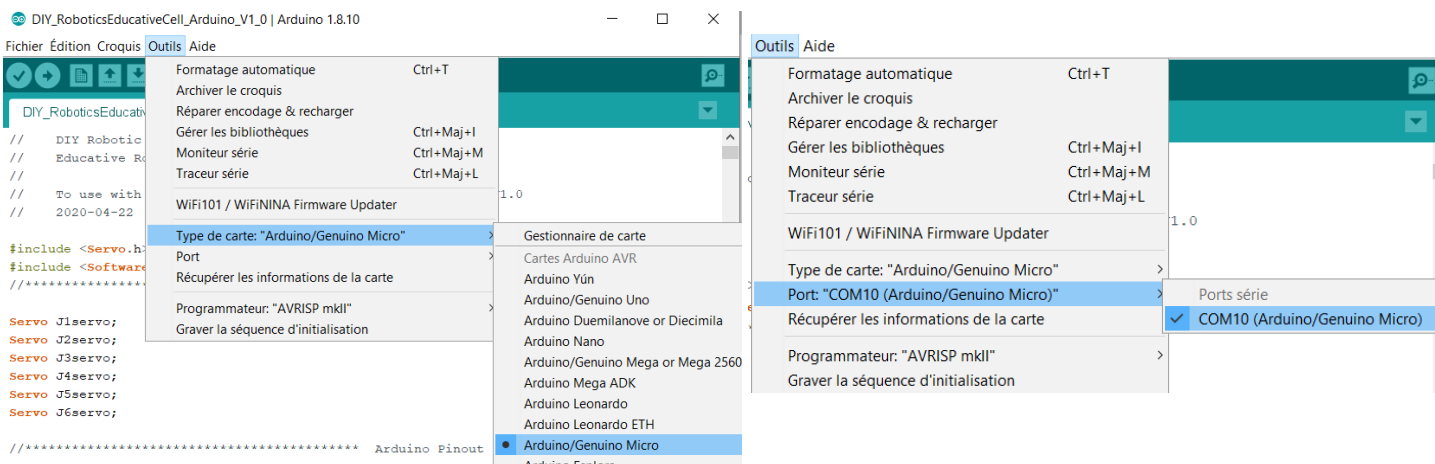 DIY_RoboticsEducativeCell_Arduino_V1_0 | Arduino 1.8.10
Fichier Édition Croquis Outils Aide
DIY_RoboticsEducativ
Formatage automatique Ctrl+T
Archiver le croquis
Réparer encodage & recharger
Gérer les bibliothèques Ctrl+Maj+I
Moniteur série Ctrl+Maj+M
Traceur série Ctrl+Maj+L
WiFi101 / WiFiNINA Firmware Updater
Type de carte: "Arduino/Genuino Micro"
Port
Récupérer les informations de la carte
Programmateur: "AVRISP mkII"
Graver la séquence d'initialisation
// DIY Robotic
// Educative Ro
//
// To use with 1.0
// 2020-04-22
#include <Servo.h>
#include <Software
//****************
Servo J1servo;
Servo J2servo;
Servo J3servo;
Servo J4servo;
Servo J5servo;
Servo J6servo;
//****************************************** Arduino Pinout
Gestionnaire de carte
Cartes Arduino AVR
Arduino Yún
Arduino/Genuino Uno
Arduino Duemilanove or Diecimila
Arduino Nano
Arduino/Genuino Mega or Mega 2560
Arduino Mega ADK
Arduino Leonardo
Arduino Leonardo ETH
Arduino/Genuino Micro
Outils Aide
Formatage automatique Ctrl+T
Archiver le croquis
Réparer encodage & recharger
Gérer les bibliothèques Ctrl+Maj+I
Moniteur série Ctrl+Maj+M
Traceur série Ctrl+Maj+L
1.0
WiFi101 / WiFiNINA Firmware Updater
Type de carte: "Arduino/Genuino Micro"
Port: "COM10 (Arduino/Genuino Micro)"
Récupérer les informations de la carte
Programmateur: "AVRISP mkII"
Graver la séquence d'initialisation
Ports série
COM10 (Arduino/Genuino Micro)